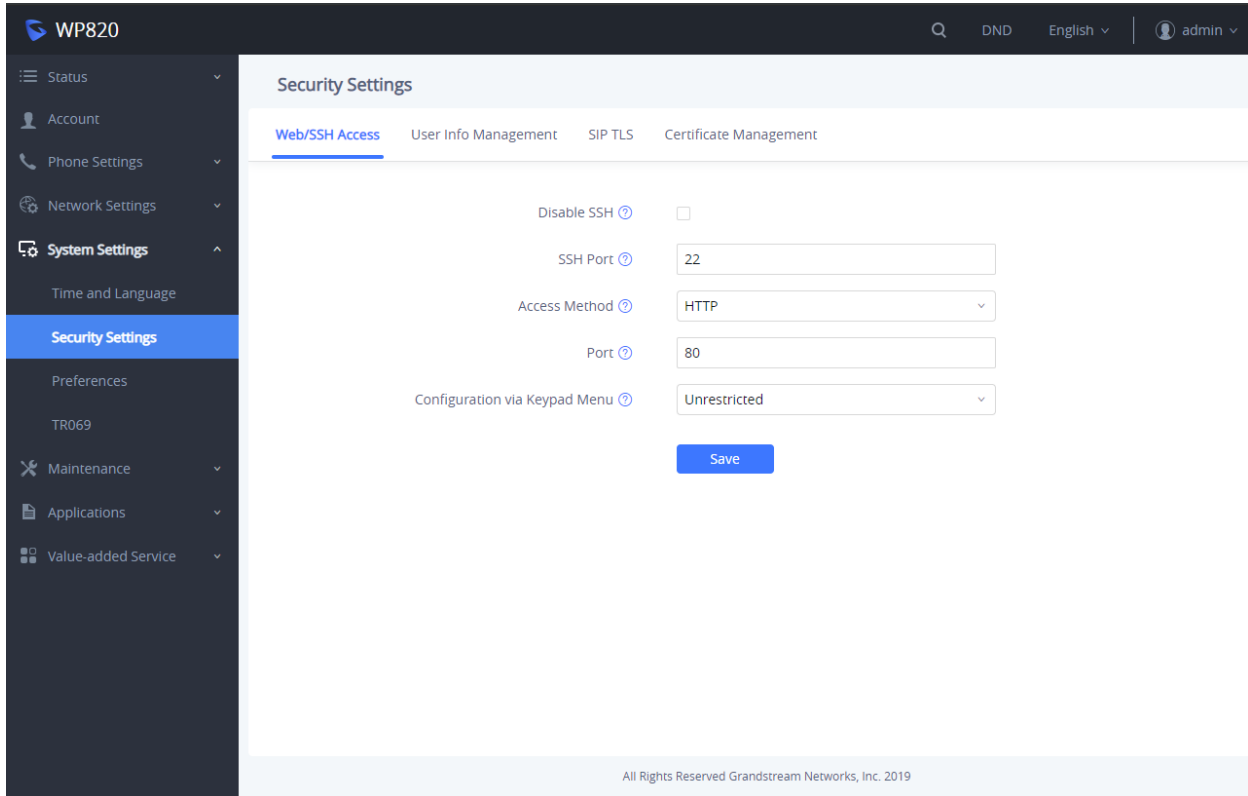 WP820
DND
English
admin
Status
Account
Phone Settings
Network Settings
System Settings
Time and Language
Security Settings
Preferences
TR069
Maintenance
Applications
Value-added Service
Security Settings
Web/SSH Access User Info Management SIP TLS Certificate Management
Disable SSH ?
SSH Port ? 22
Access Method ? HTTP
Port ? 80
Configuration via Keypad Menu ? Unrestricted
Save
All Rights Reserved Grandstream Networks, Inc. 2019